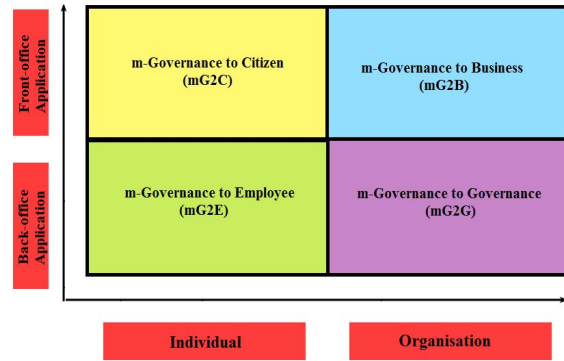 Front-office
Application
m-Governance to Citizen
(mG2C)
m-Governance to Business
(mG2B)
Back-office
Application
m-Governance to Employee
(mG2E)
m-Governance to Governance
(mG2G)
Individual
Organisation